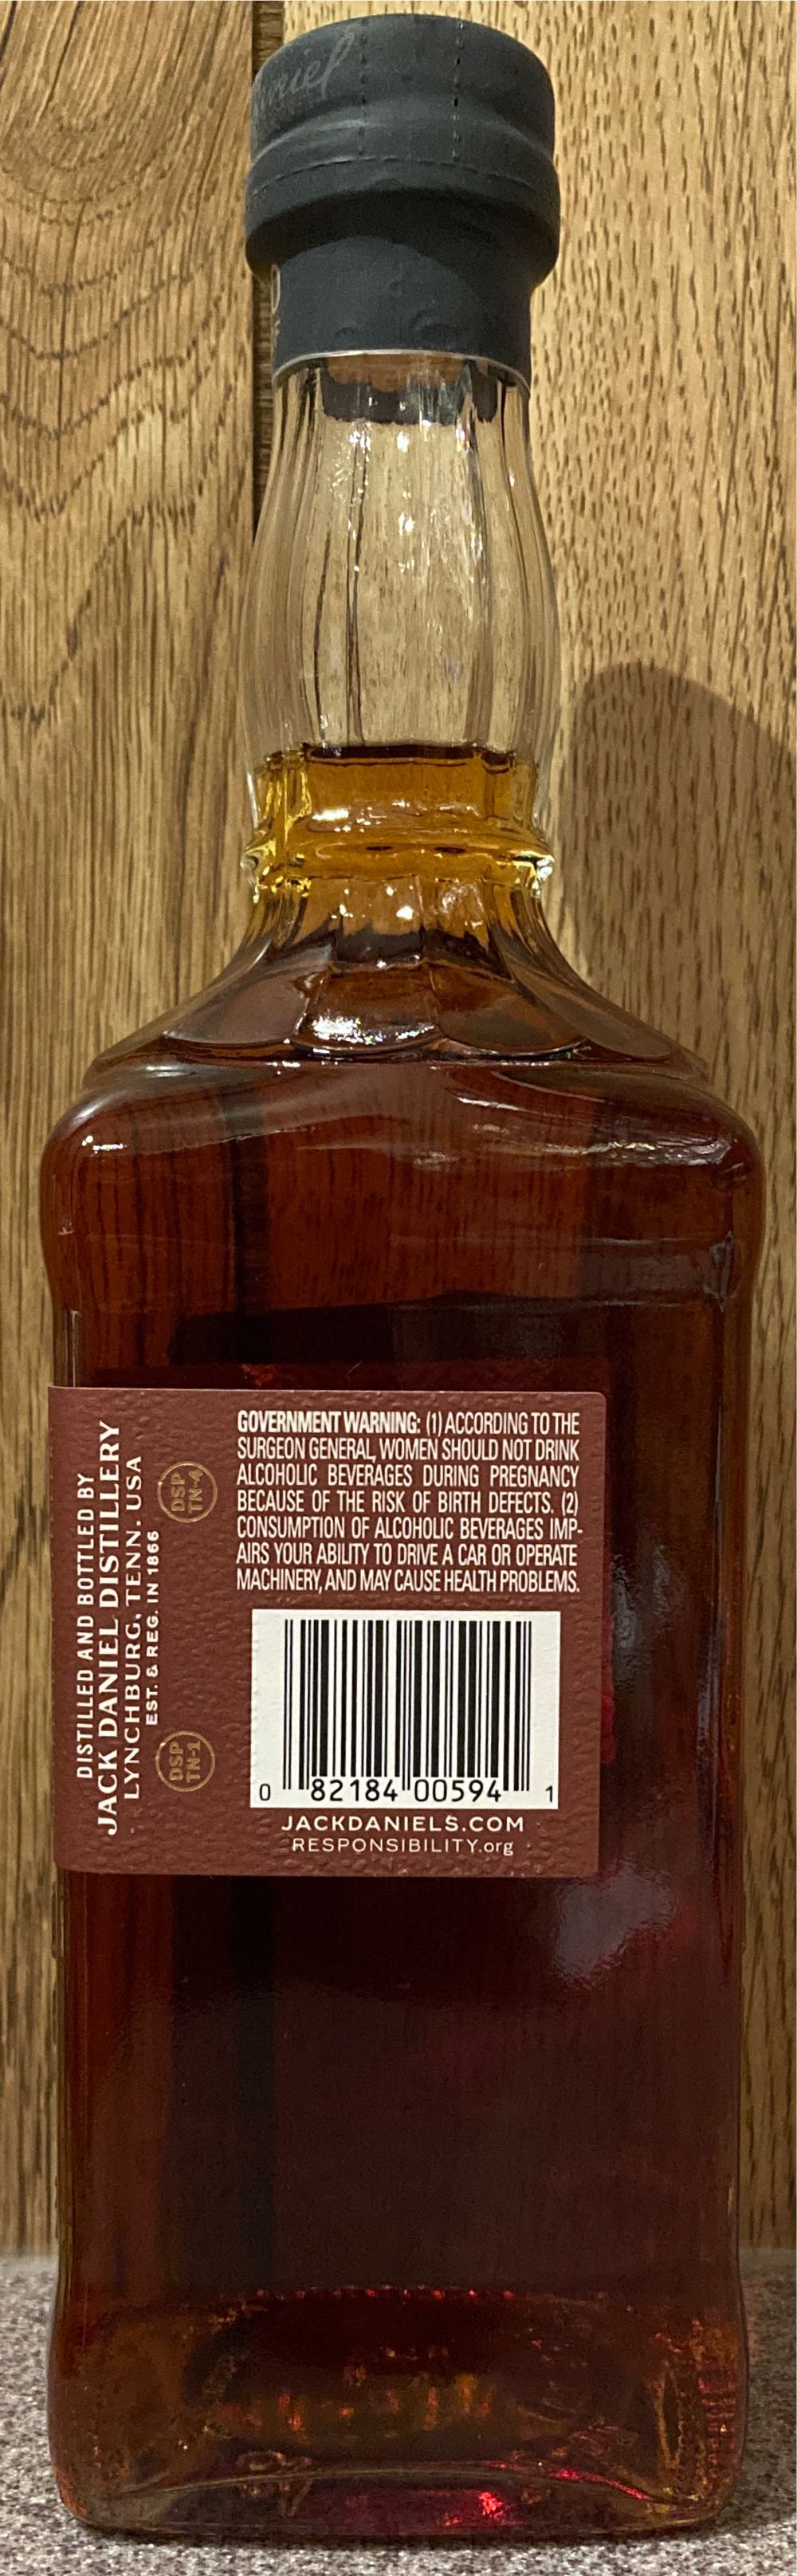 Daniel
DISTILLED AND BOTTLED BY
JACK DANIEL DISTILLERY
LYNCHBURG, TENN. USA
EST. & REG. IN 1866
DSP
TN-4
DSP
TN-1
GOVERNMENT WARNING: (1) ACCORDING TO THE
SURGEON GENERAL, WOMEN SHOULD NOT DRINK
ALCOHOLIC BEVERAGES DURING PREGNANCY
BECAUSE OF THE RISK OF BIRTH DEFECTS. (2)
CONSUMPTION OF ALCOHOLIC BEVERAGES IMP-
AIRS YOUR ABILITY TO DRIVE A CAR OR OPERATE
MACHINERY, AND MAY CAUSE HEALTH PROBLEMS.
0 82184 00594 1
JACKDANIELS.COM
RESPONSIBILITY.org